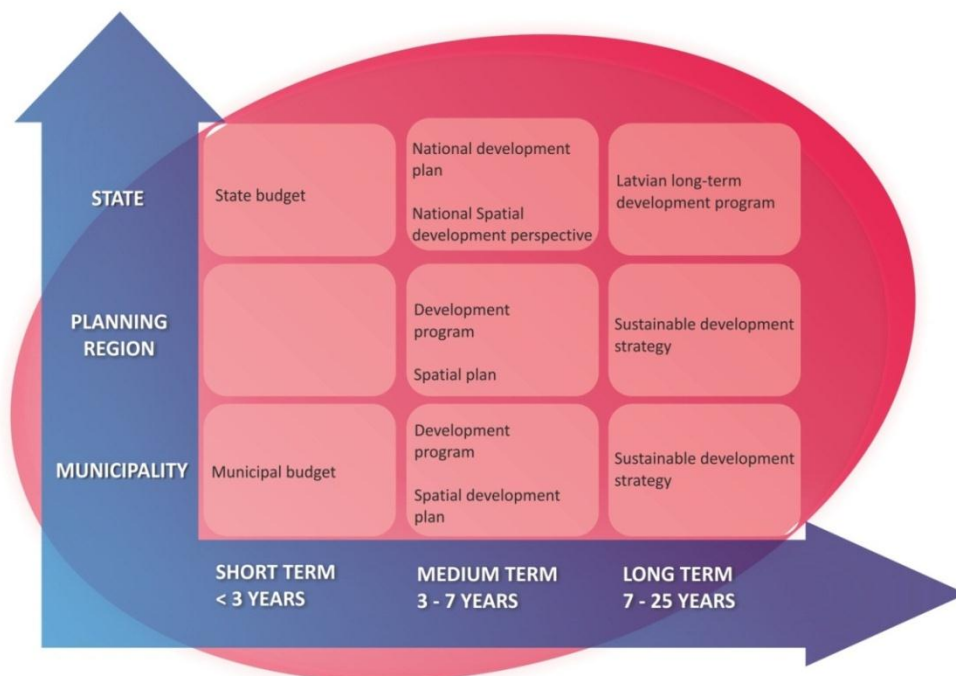 STATE
State budget
National development
plan
National Spatial
development perspective
Latvian long-term
development program
PLANNING
REGION
Development
program
Spatial plan
Sustainable development
strategy
MUNICIPALITY
Municipal budget
Development
program
Spatial development
plan
Sustainable development
strategy
SHORT TERM
< 3 YEARS
MEDIUM TERM
3 - 7 YEARS
LONG TERM
7 - 25 YEARS